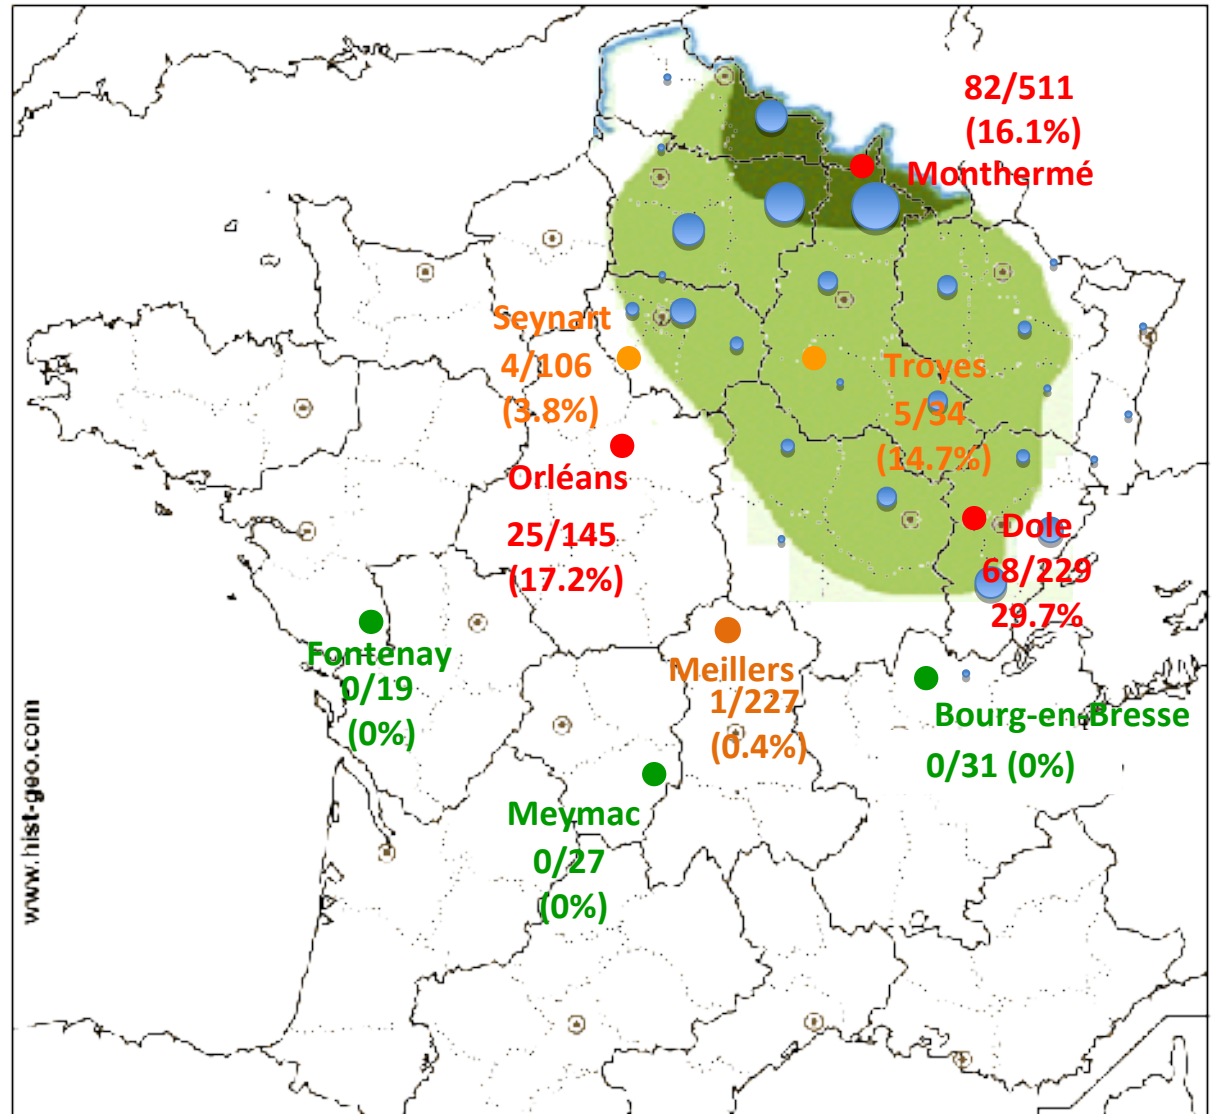 82/511
(16.1%)
Monthermé
Seynart
4/106
(3.8%)
Troyes
5/34
(14.7%)
Orléans
25/145
(17.2%)
Dole
68/229
29.7%
Fontenay
0/19
(0%)
Meillers
1/227
(0.4%)
Bourg-en-Bresse
0/31 (0%)
Meymac
0/27
(0%)
www.hist-geo.com